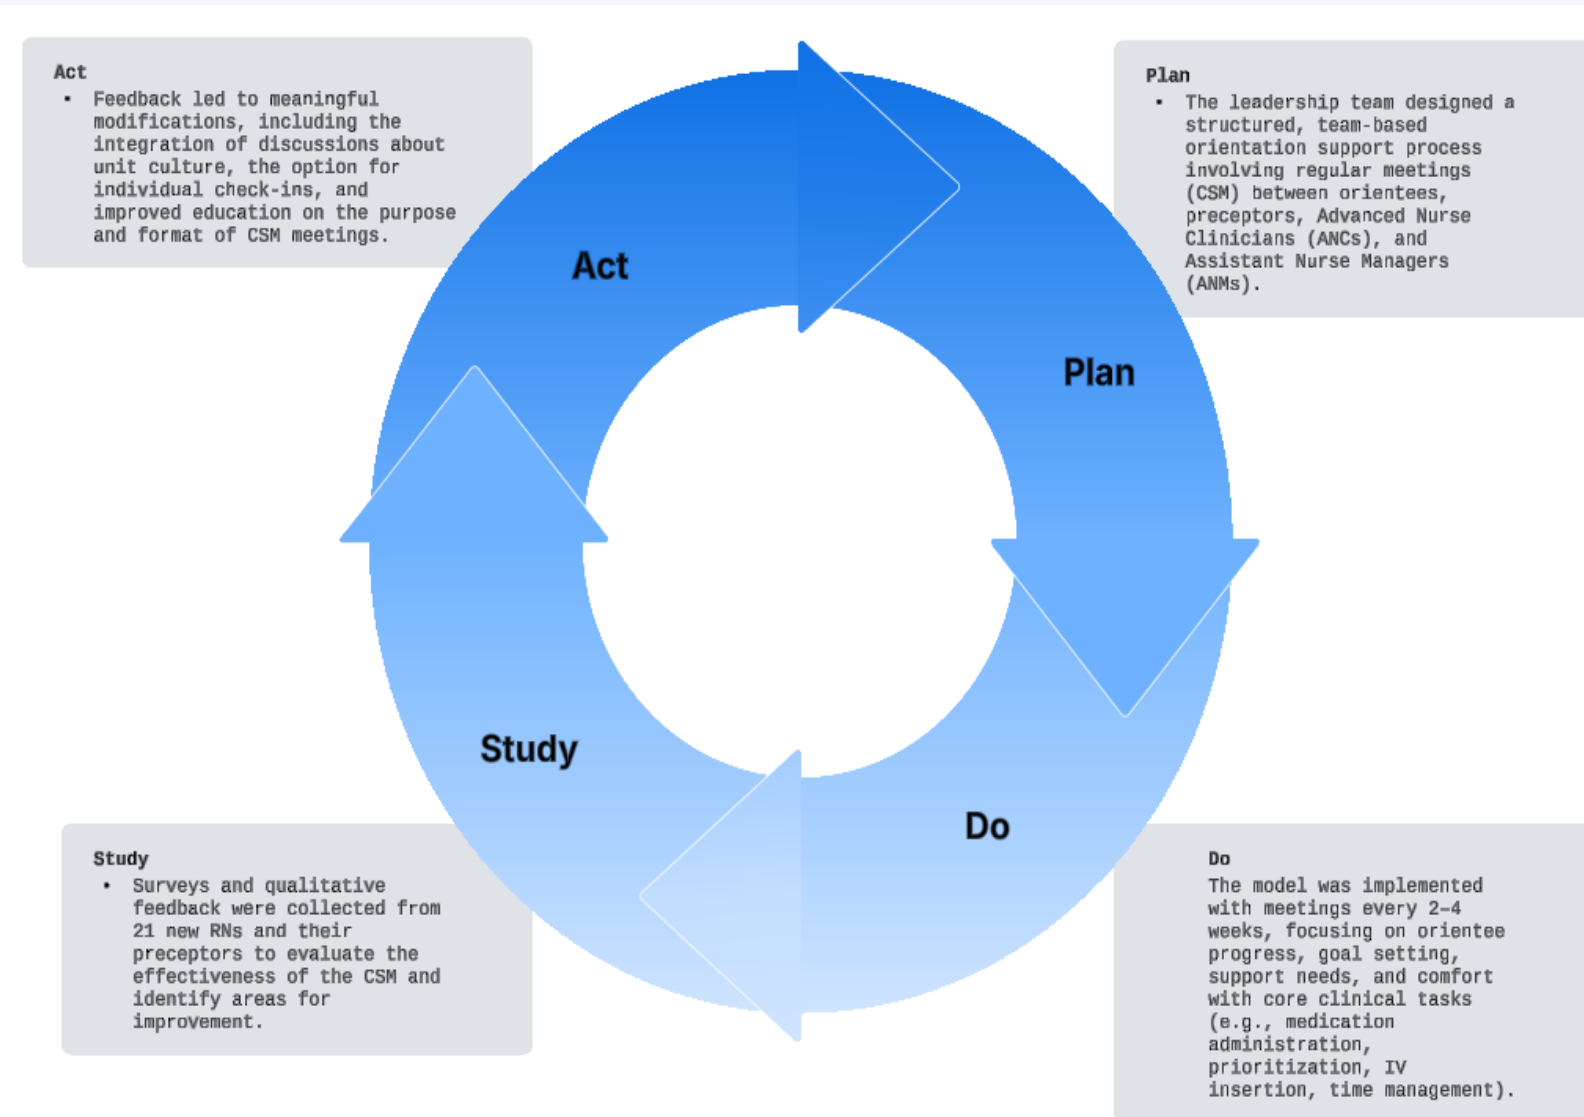 Act
▪ Feedback led to meaningful
modifications, including the
integration of discussions about
unit culture, the option for
individual check-ins, and
improved education on the purpose
and format of CSM meetings.
Plan
▪ The leadership team designed a
structured, team-based
orientation support process
involving regular meetings
(CSM) between orientees,
preceptors, Advanced Nurse
Clinicians (ANCs), and
Assistant Nurse Managers
(ANMs).
Act
Plan
Study
Do
Study
• Surveys and qualitative
feedback were collected from
21 new RNs and their
preceptors to evaluate the
effectiveness of the CSM and
identify areas for
improvement.
Do
The model was implemented
with meetings every 2–4
weeks, focusing on orientee
progress, goal setting,
support needs, and comfort
with core clinical tasks
(e.g., medication
administration,
prioritization, IV
insertion, time management).